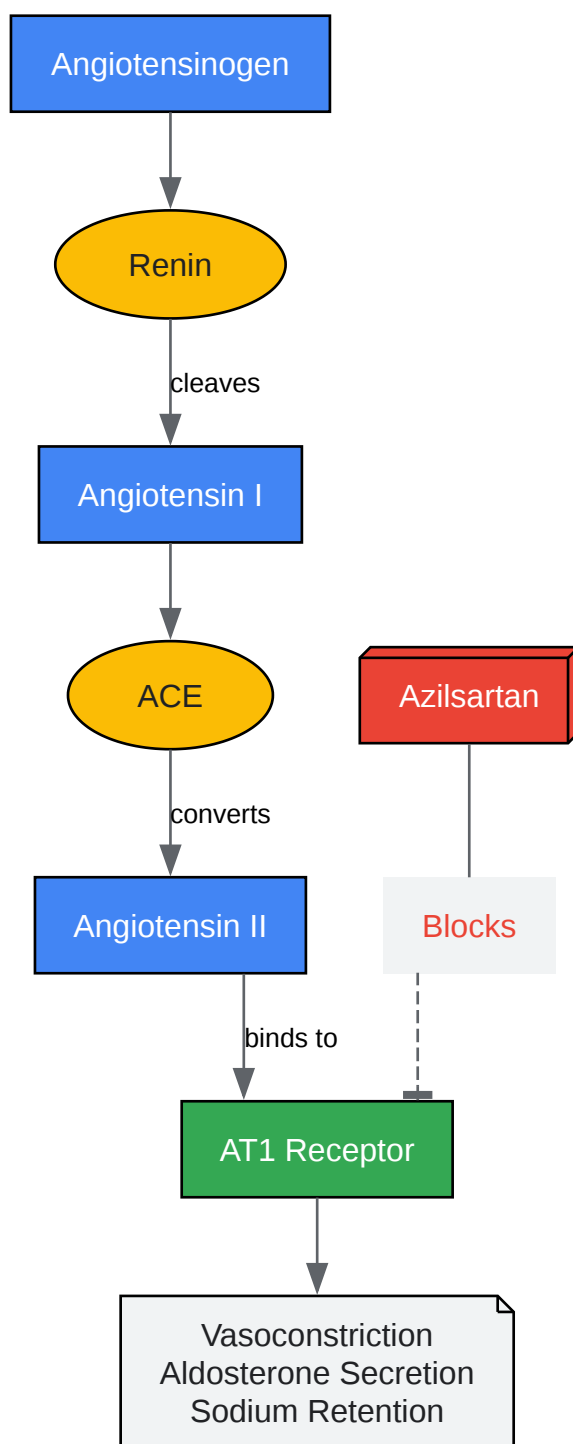 Angiotensinogen
Renin
cleaves
Angiotensin I
ACE
Azilsartan
converts
Angiotensin II
Blocks
binds to
AT1 Receptor
Vasoconstriction
Aldosterone Secretion
Sodium Retention